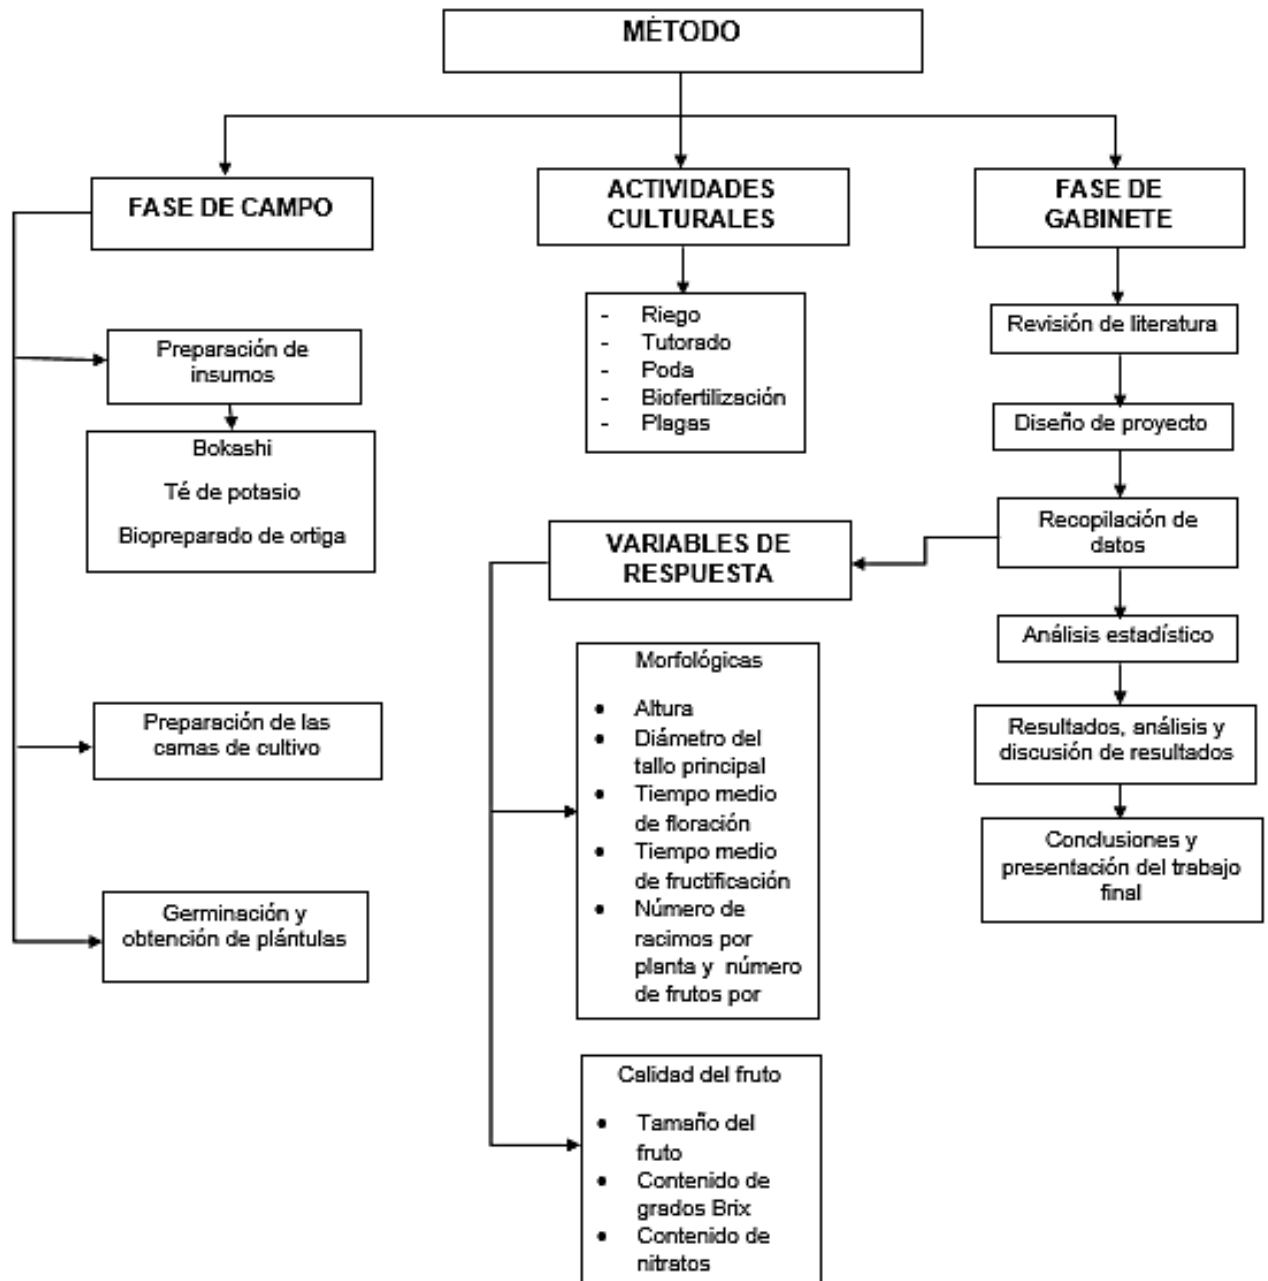 MÉTODO
FASE DE CAMPO
Preparación de
insumos
Bokashi
Té de potasio
Biopreparado de ortiga
Preparación de las
camas de cultivo
Germinación y
obtención de plántulas
ACTIVIDADES
CULTURALES
- Riego
- Tutorado
- Poda
- Biofertilización
- Plagas
FASE DE
GABINETE
Revisión de literatura
Diseño de proyecto
Recopilación de
datos
Análisis estadístico
Resultados, análisis y
discusión de resultados
Conclusiones y
presentación del trabajo
final
VARIABLES DE
RESPUESTA
Morfológicas
• Altura
• Diámetro del
tallo principal
• Tiempo medio
de floración
• Tiempo medio
de fructificación
• Número de
racimos por
planta y número
de frutos por
Calidad del fruto
• Tamaño del
fruto
• Contenido de
grados Brix
• Contenido de
nitratos